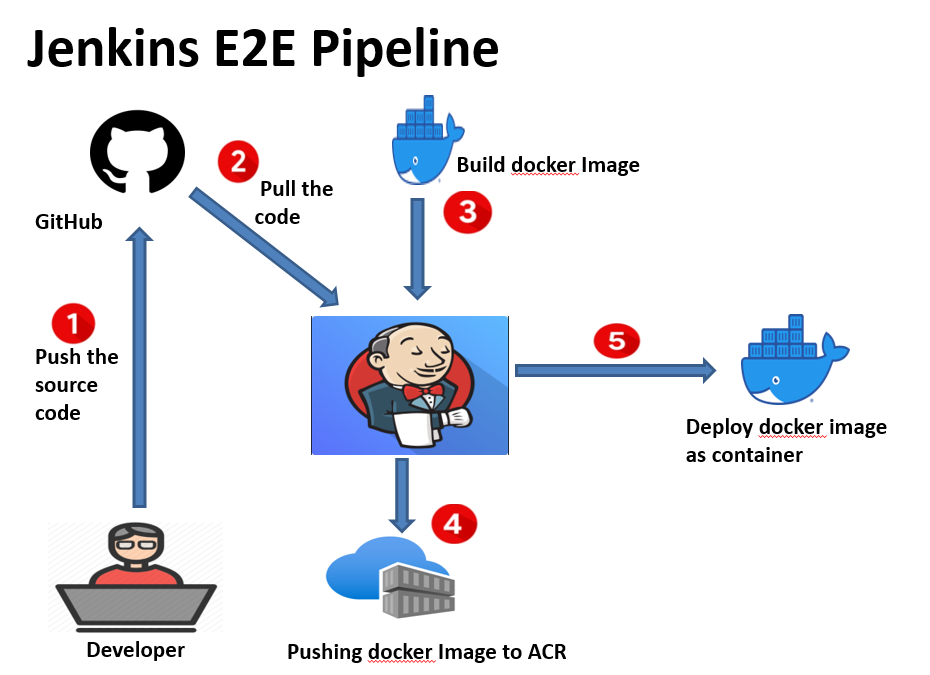 Jenkins E2E Pipeline
GitHub
2
Pull the
code
Build docker Image
3
1
Push the
source
code
5
Deploy docker image
as container
4
Developer
Pushing docker Image to ACR